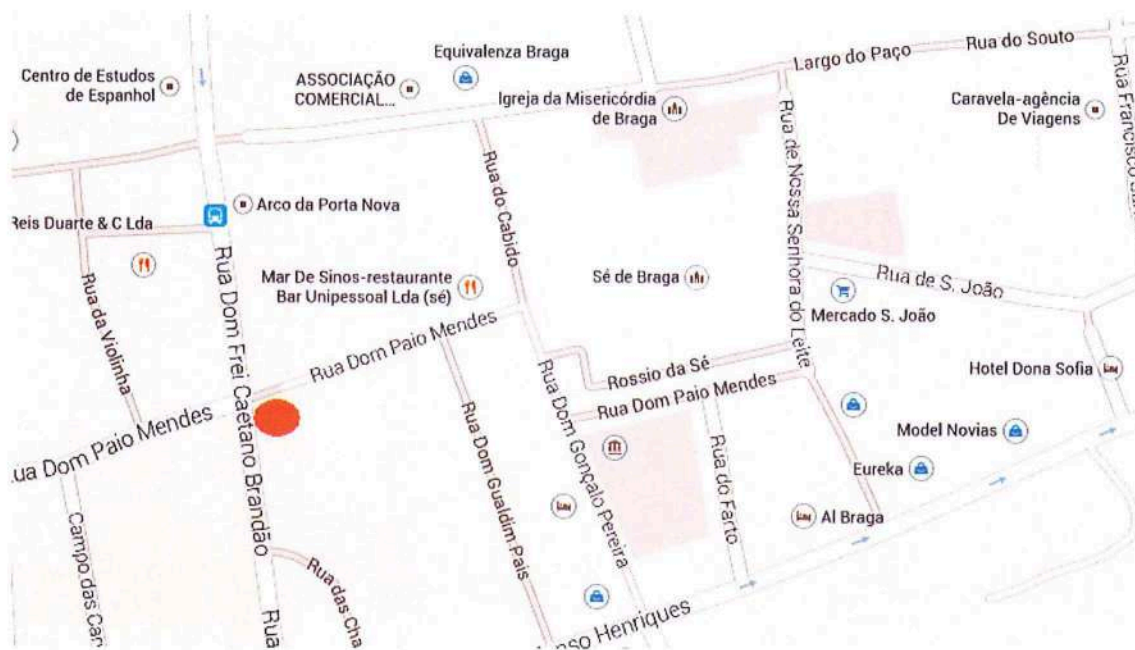 Equivalenza Braga
Largo do Paço
Rua do Souto
Centro de Estudos
de Espanhol
ASSOCIAÇÃO
COMERCIAL...
Igreja da Misericórdia
de Braga
Caravela-agência
De Viagens
Rua Francisco
Arco da Porta Nova
Reis Duarte & C Lda
Rua do Cabido
Rua de Nossa Senhora do Leite
Mar De Sinos-restaurante
Bar Unipessoal Lda (sé)
Sé de Braga
Rua de S. João
Mercado S. João
Rua da Violinha
Rua Dom Frei Caetano Brandão
Rua Dom Paio Mendes
Rossio da Sé
Hotel Dona Sofia
Rua Dom Paio Mendes
ua Dom Paio Mendes
Rua Dom Gualdim Pais
Rua Dom Gonçalo Pereira
Rua do Farto
Model Novias
Eureka
Al Braga
Campo das Car
Rua das Cha
Rua
nso Henriques